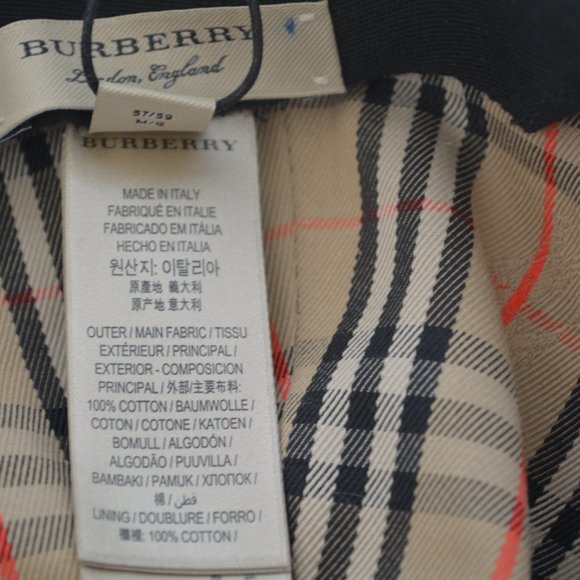 BURBERRY
London, England
57/59
M/G
BURBERRY
MADE IN ITALY
FABRIQUÉ EN ITALIE
FABRICADO EM ITÁLIA
HECHO EN ITALIA
원산지: 이탈리아
原產地 義大利
原产地 意大利
OUTER / MAIN FABRIC / TISSU
EXTÉRIEUR / PRINCIPAL /
EXTERIOR - COMPOSICION
PRINCIPAL / 外部/主要布料:
100% COTTON / BAUMWOLLE /
COTON / COTONE / KATOEN /
BOMULL / ALGODÓN /
ALGODÃO / PUUVILLA /
BAMBAKI / PAMUK / ХЛОПОК /
棉 / قطن /
LINING / DOUBLURE / FORRO /
裡: 100% COTTON /